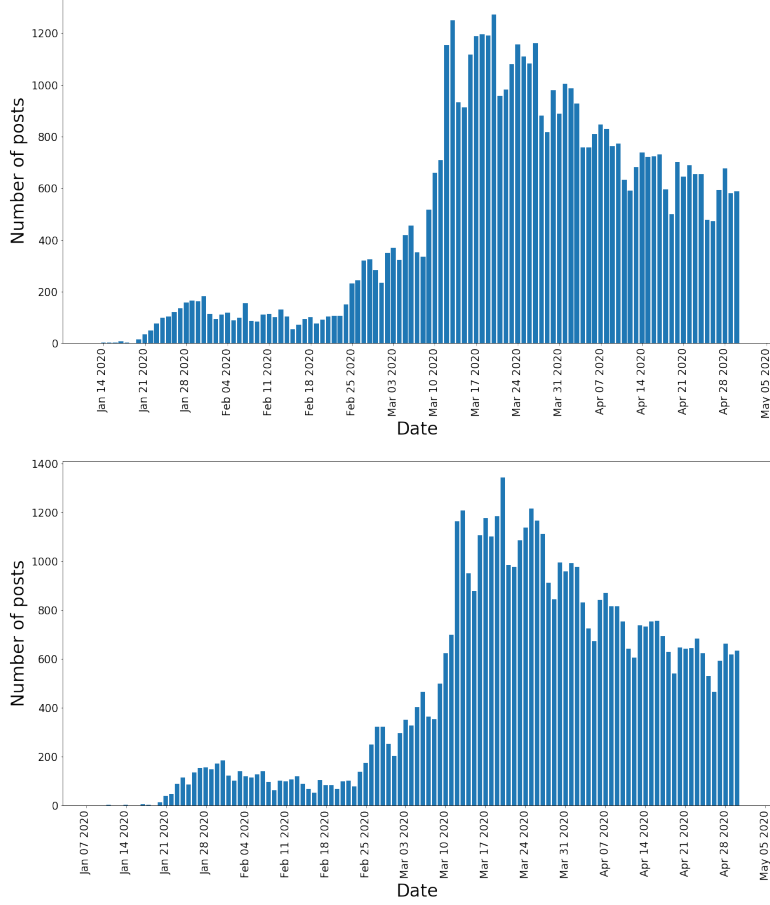 1200
1000
800
600
400
200
0
Number of posts
Jan 14 2020
Jan 21 2020
Jan 28 2020
Feb 04 2020
Feb 11 2020
Feb 18 2020
Feb 25 2020
Mar 03 2020
Mar 10 2020
Mar 17 2020
Mar 24 2020
Mar 31 2020
Apr 07 2020
Apr 14 2020
Apr 21 2020
Apr 28 2020
May 05 2020
Date
1400
1200
1000
800
600
400
200
0
Number of posts
Jan 07 2020
Jan 14 2020
Jan 21 2020
Jan 28 2020
Feb 04 2020
Feb 11 2020
Feb 18 2020
Feb 25 2020
Mar 03 2020
Mar 10 2020
Mar 17 2020
Mar 24 2020
Mar 31 2020
Apr 07 2020
Apr 14 2020
Apr 21 2020
Apr 28 2020
May 05 2020
Date